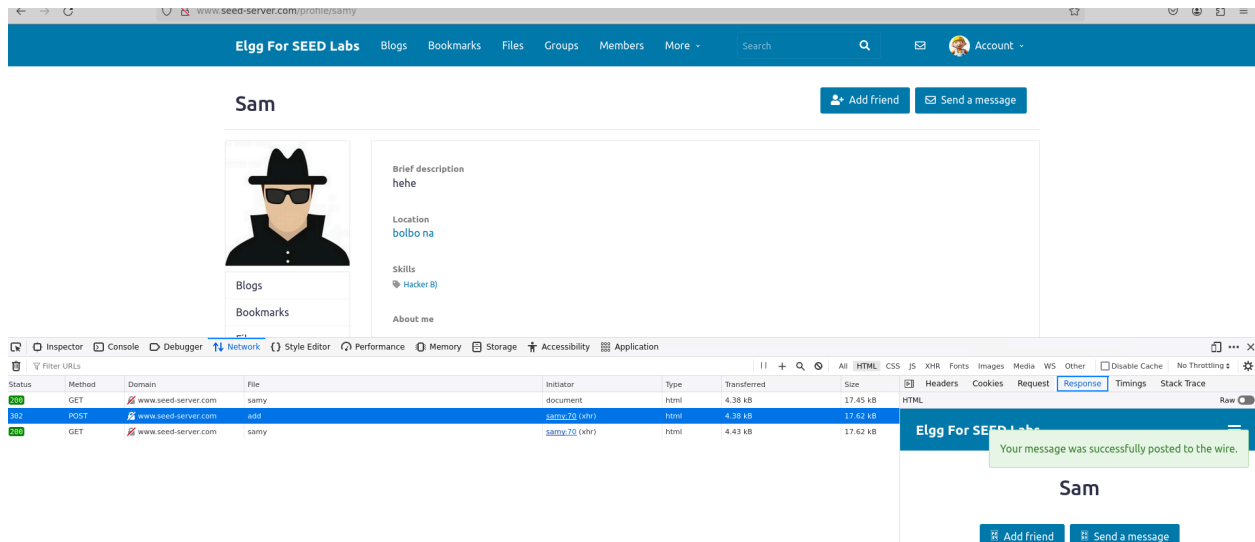 www.seed-server.com/profile/samy
Elgg For SEED Labs Blogs Bookmarks Files Groups Members More Search Account
Sam
Add friend Send a message
Brief description
hehe
Location
bolbo na
Skills
Hacker B)
About me
Blogs
Bookmarks
Inspector Console Debugger Network Style Editor Performance Memory Storage Accessibility Application
Filter URLs All HTML CSS JS XHR Fonts Images Media WS Other Disable Cache No Throttling
Status Method Domain File Initiator Type Transferred Size Headers Cookies Request Response Timings Stack Trace
200 GET www.seed-server.com samy document html 4.38 kB 17.45 kB HTML Raw
302 POST www.seed-server.com add samy:70 (xhr) html 4.38 kB 17.62 kB
200 GET www.seed-server.com samy samy:70 (xhr) html 4.43 kB 17.62 kB
Elgg For SEED Labs
Your message was successfully posted to the wire.
Sam
Add friend Send a message